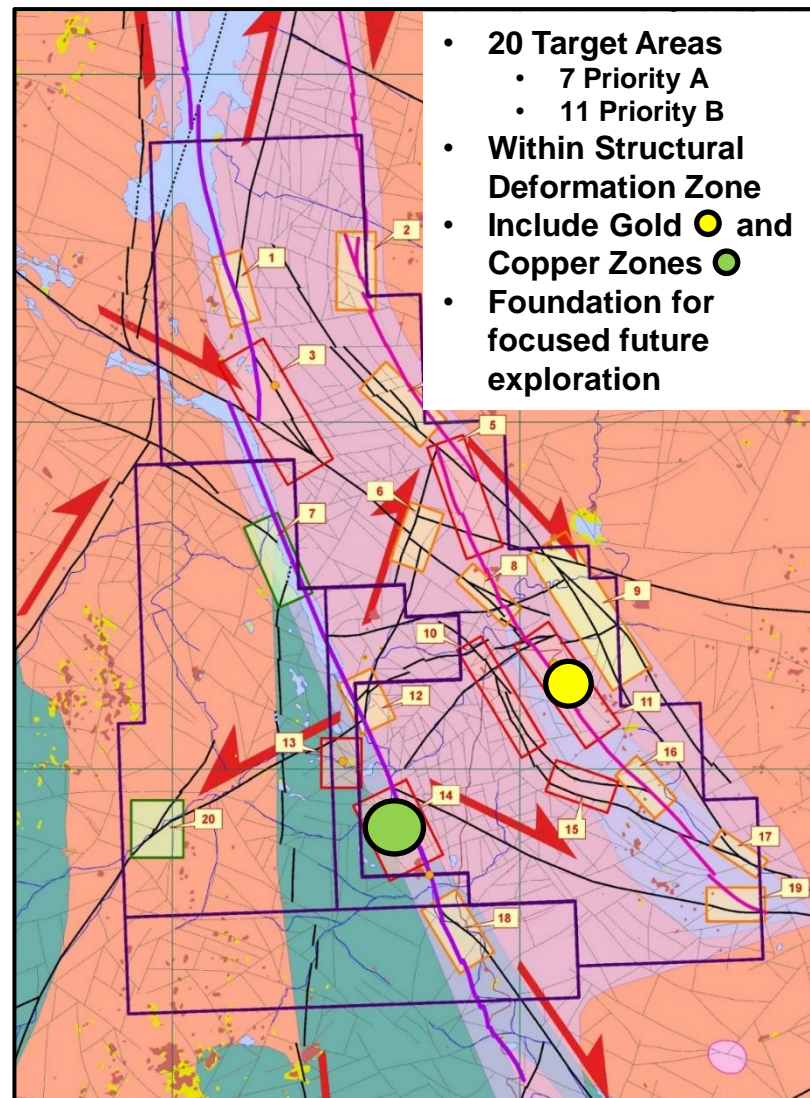 • 20 Target Areas
• 7 Priority A
• 11 Priority B
• Within Structural
Deformation Zone
• Include Gold and
Copper Zones
• Foundation for
focused future
exploration
2
1
3
5
6
7
8
9
10
12
11
13
16
14
15
20
17
19
18